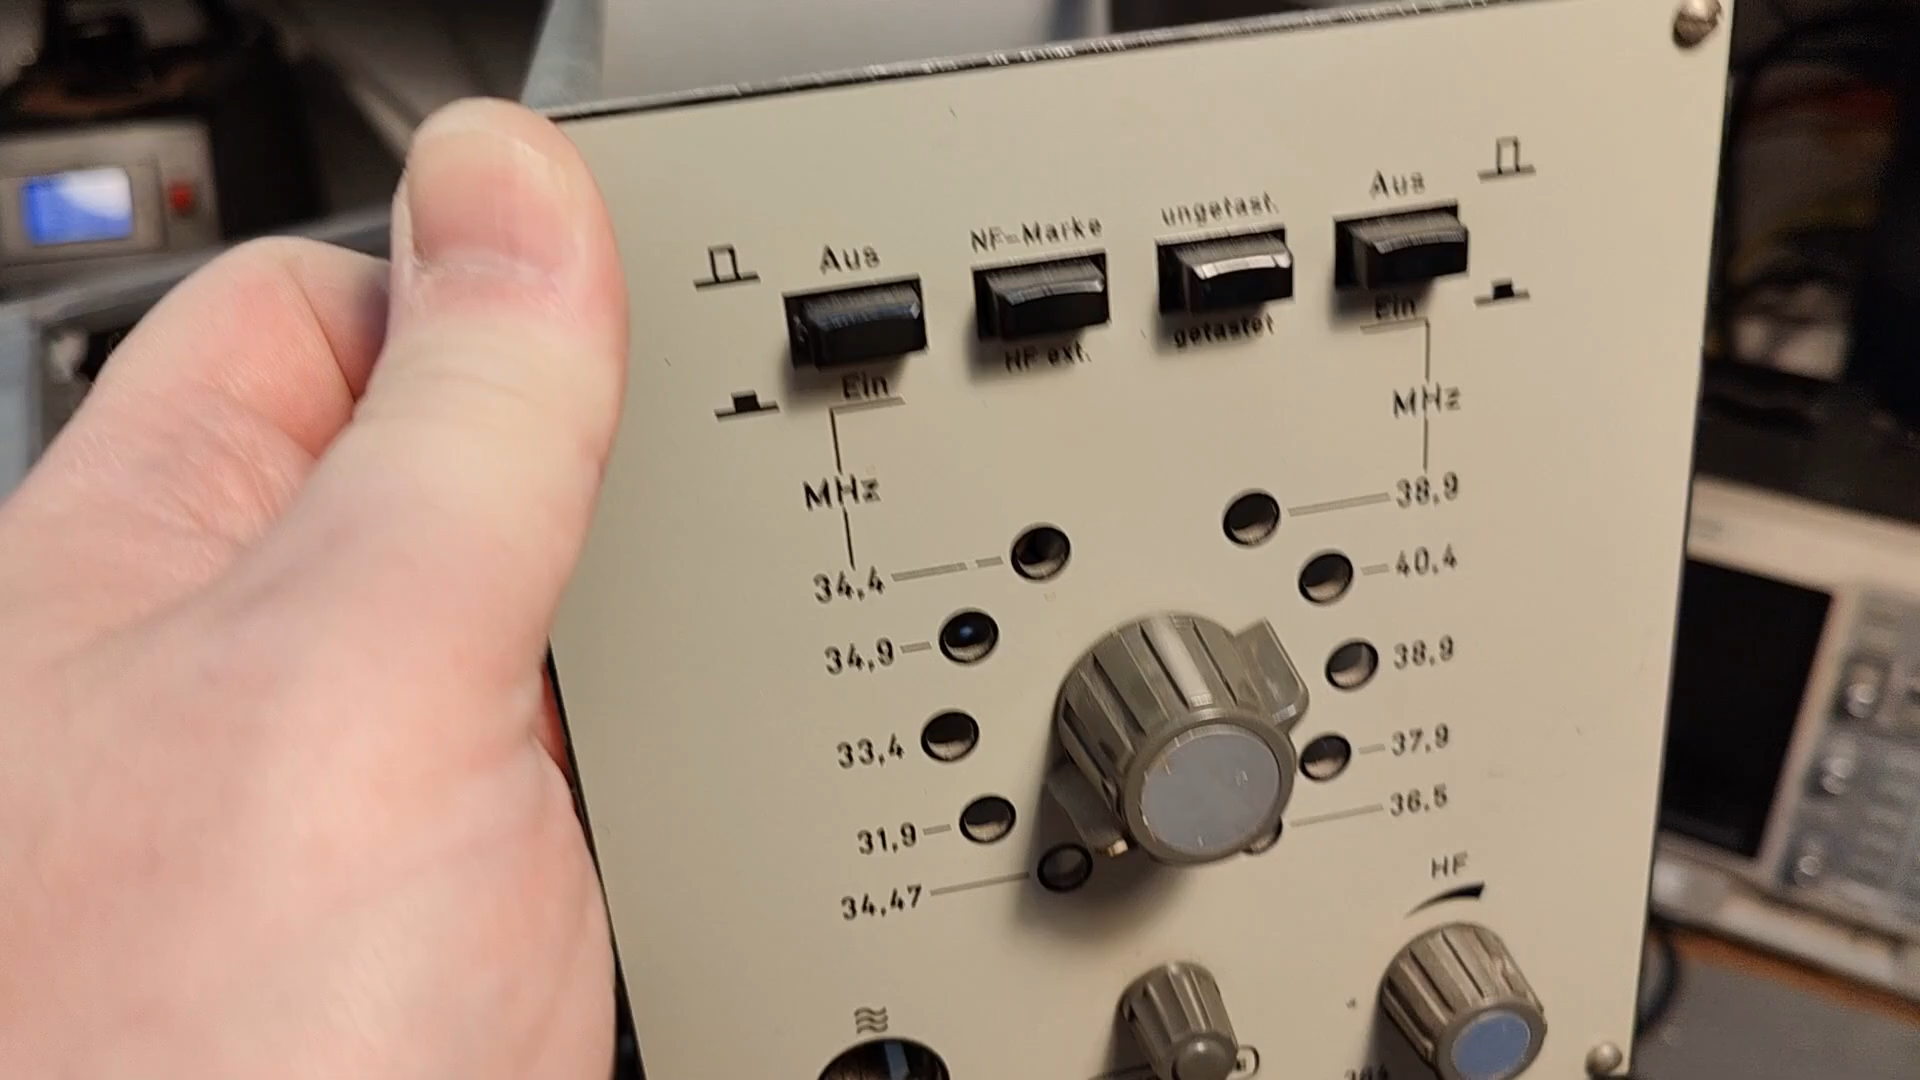 Aus
NF-Marke
ungetast.
Aus
Ein
HF ext.
getastet
Ein
MHz
MHz
34,4
34,9
33,4
31,9
34,47
38,9
40,4
38,9
37,9
36,5
HF